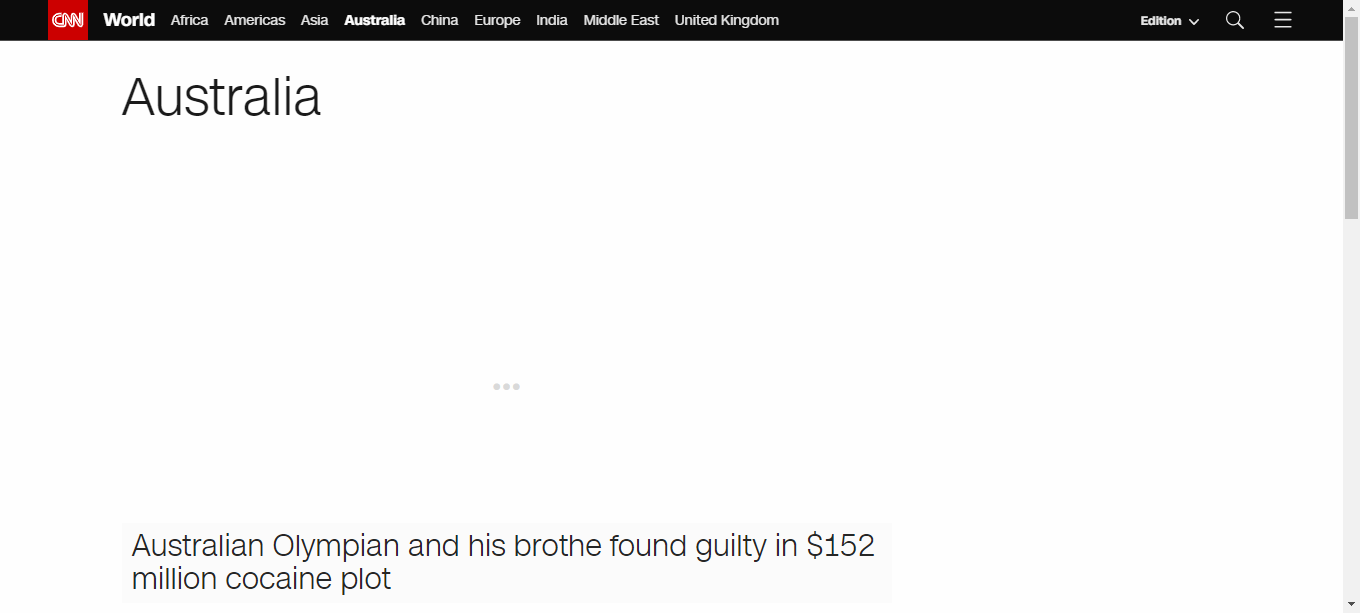 CNN World Africa Americas Asia Australia China Europe India Middle East United Kingdom Edition
Australia
Australian Olympian and his brothe found guilty in $152
million cocaine plot